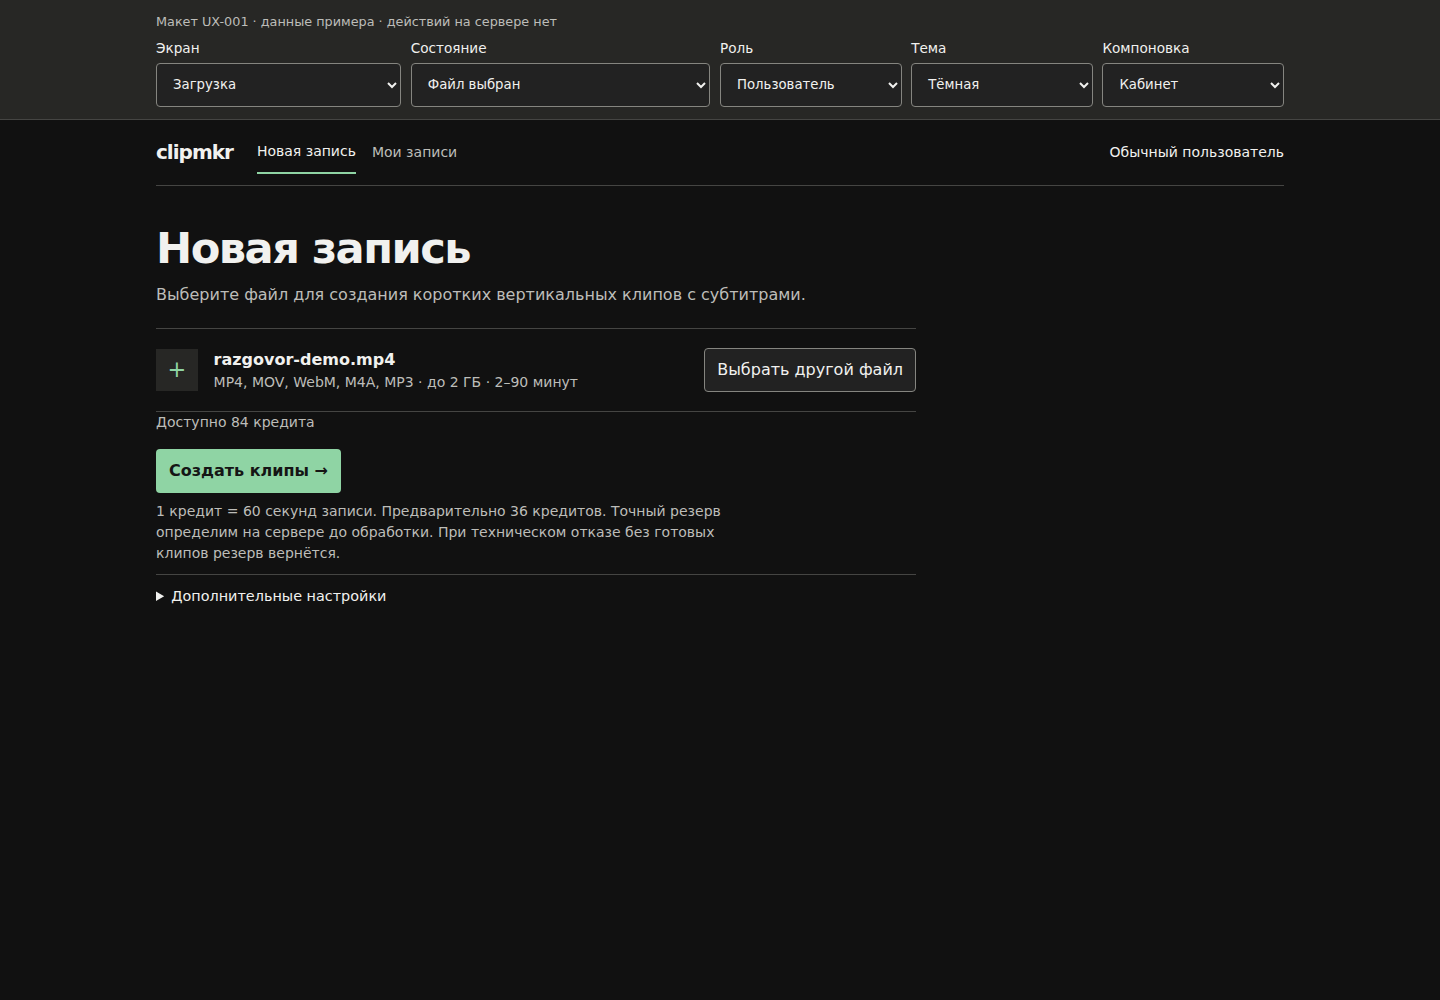 Макет UX-001 · данные примера · действий на сервере нет
Экран Состояние Роль Тема Компоновка
Загрузка Файл выбран Пользователь Тёмная Кабинет
clipmkr Новая запись Мои записи Обычный пользователь
Новая запись
Выберите файл для создания коротких вертикальных клипов с субтитрами.
+ razgovor-demo.mp4
MP4, MOV, WebM, M4A, MP3 · до 2 ГБ · 2–90 минут
Выбрать другой файл
Доступно 84 кредита
Создать клипы →
1 кредит = 60 секунд записи. Предварительно 36 кредитов. Точный резерв
определим на сервере до обработки. При техническом отказе без готовых
клипов резерв вернётся.
Дополнительные настройки